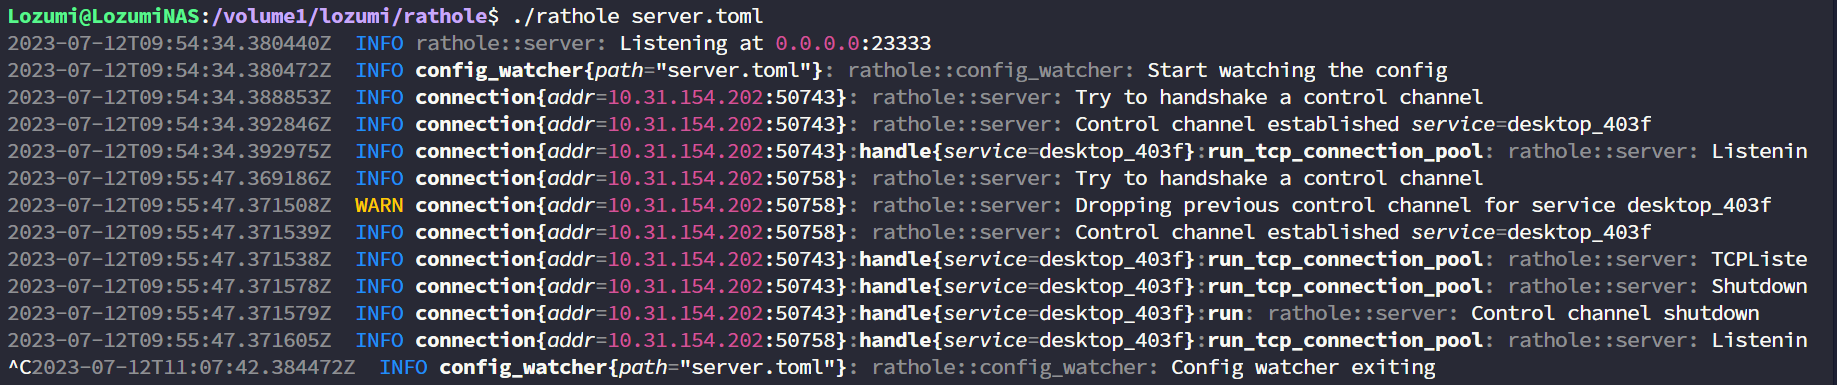 Lozumi@LozumiNAS:/volume1/lozumi/rathole$ ./rathole server.toml
2023-07-12T09:54:34.380440Z  INFO rathole::server: Listening at 0.0.0.0:23333
2023-07-12T09:54:34.380472Z  INFO config_watcher{path="server.toml"}: rathole::config_watcher: Start watching the config
2023-07-12T09:54:34.388853Z  INFO connection{addr=10.31.154.202:50743}: rathole::server: Try to handshake a control channel
2023-07-12T09:54:34.392846Z  INFO connection{addr=10.31.154.202:50743}: rathole::server: Control channel established service=desktop_403f
2023-07-12T09:54:34.392975Z  INFO connection{addr=10.31.154.202:50743}:handle{service=desktop_403f}:run_tcp_connection_pool: rathole::server: Listenin
2023-07-12T09:55:47.369186Z  INFO connection{addr=10.31.154.202:50758}: rathole::server: Try to handshake a control channel
2023-07-12T09:55:47.371508Z  WARN connection{addr=10.31.154.202:50758}: rathole::server: Dropping previous control channel for service desktop_403f
2023-07-12T09:55:47.371539Z  INFO connection{addr=10.31.154.202:50758}: rathole::server: Control channel established service=desktop_403f
2023-07-12T09:55:47.371538Z  INFO connection{addr=10.31.154.202:50743}:handle{service=desktop_403f}:run_tcp_connection_pool: rathole::server: TCPListe
2023-07-12T09:55:47.371578Z  INFO connection{addr=10.31.154.202:50743}:handle{service=desktop_403f}:run_tcp_connection_pool: rathole::server: Shutdown
2023-07-12T09:55:47.371579Z  INFO connection{addr=10.31.154.202:50743}:handle{service=desktop_403f}:run: rathole::server: Control channel shutdown
2023-07-12T09:55:47.371605Z  INFO connection{addr=10.31.154.202:50758}:handle{service=desktop_403f}:run_tcp_connection_pool: rathole::server: Listenin
^C2023-07-12T11:07:42.384472Z  INFO config_watcher{path="server.toml"}: rathole::config_watcher: Config watcher exiting